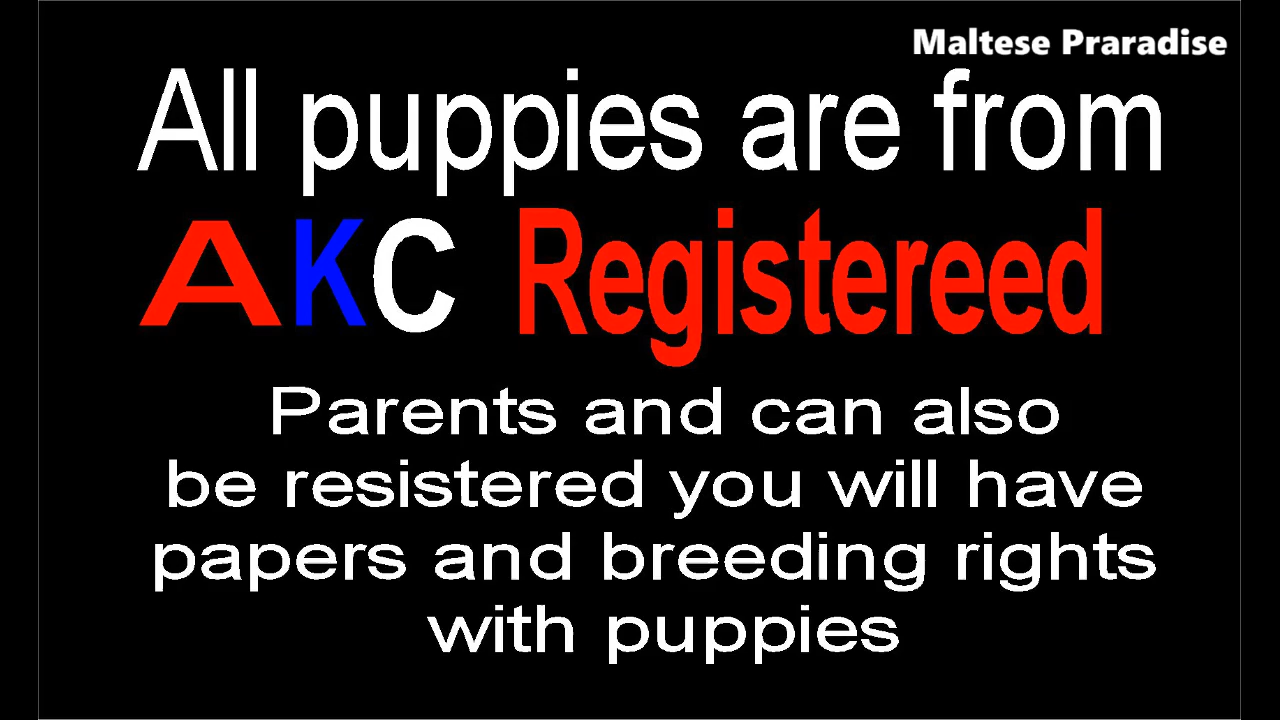 Maltese Praradise
All puppies are from
AKC Registereed
Parents and can also
be resistered you will have
papers and breeding rights
with puppies